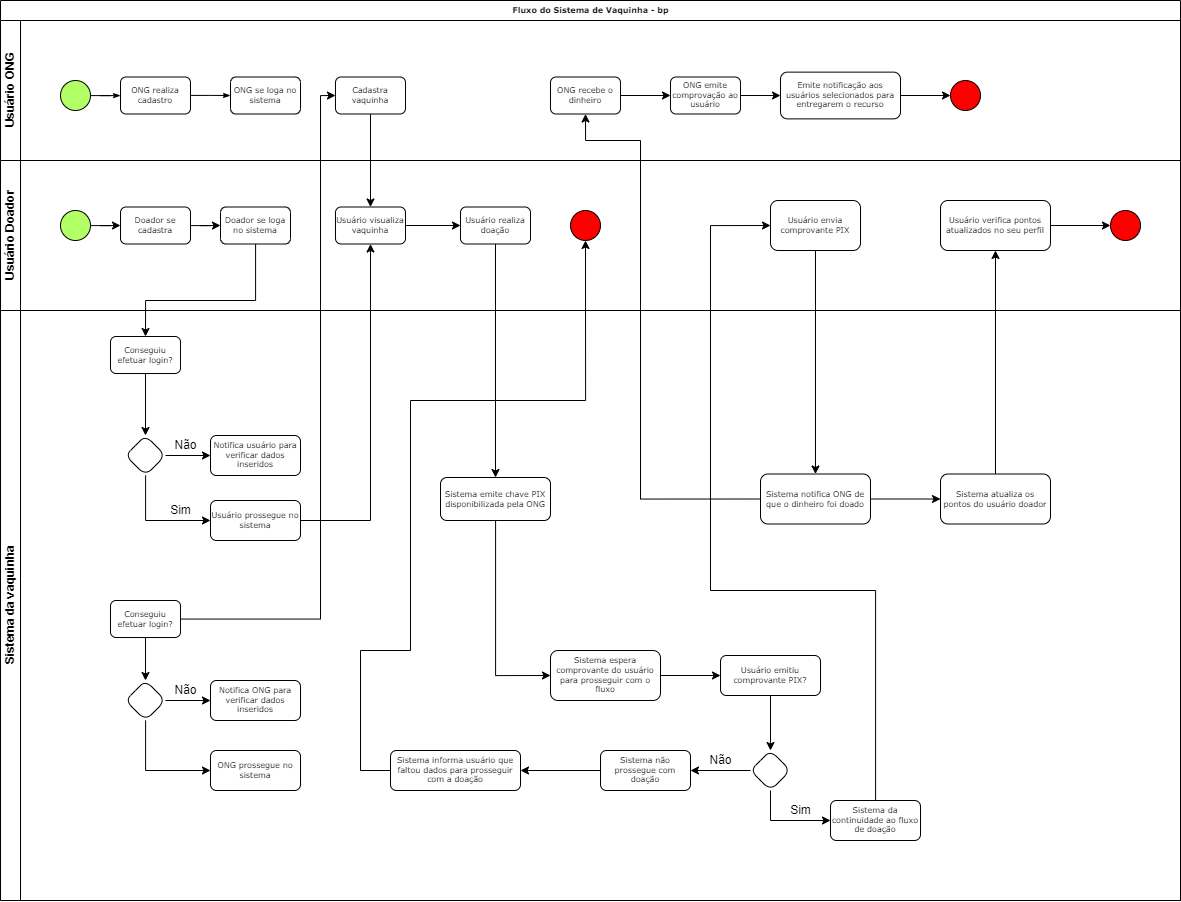 Fluxo do Sistema de Vaquinha - bp
Usuário ONG
ONG realiza
cadastro
ONG se loga no
sistema
Cadastra
vaquinha
ONG recebe o
dinheiro
ONG emite
comprovação ao
usuário
Emite notificação aos
usuários selecionados para
entregarem o recurso
Usuário Doador
Doador se
cadastra
Doador se loga
no sistema
Usuário visualiza
vaquinha
Usuário realiza
doação
Usuário envia
comprovante PIX
Usuário verifica pontos
atualizados no seu perfil
Sistema da vaquinha
Conseguiu
efetuar login?
Não
Notifica usuário para
verificar dados
inseridos
Sim
Usuário prossegue no
sistema
Sistema emite chave PIX
disponibilizada pela ONG
Sistema notifica ONG de
que o dinheiro foi doado
Sistema atualiza os
pontos do usuário doador
Conseguiu
efetuar login?
Não
Notifica ONG para
verificar dados
inseridos
ONG prossegue no
sistema
Sistema espera
comprovante do usuário
para prosseguir com o
fluxo
Usuário emitiu
comprovante PIX?
Sistema informa usuário que
faltou dados para prosseguir
com a doação
Sistema não
prossegue com
doação
Não
Sim
Sistema da
continuidade ao fluxo
de doação